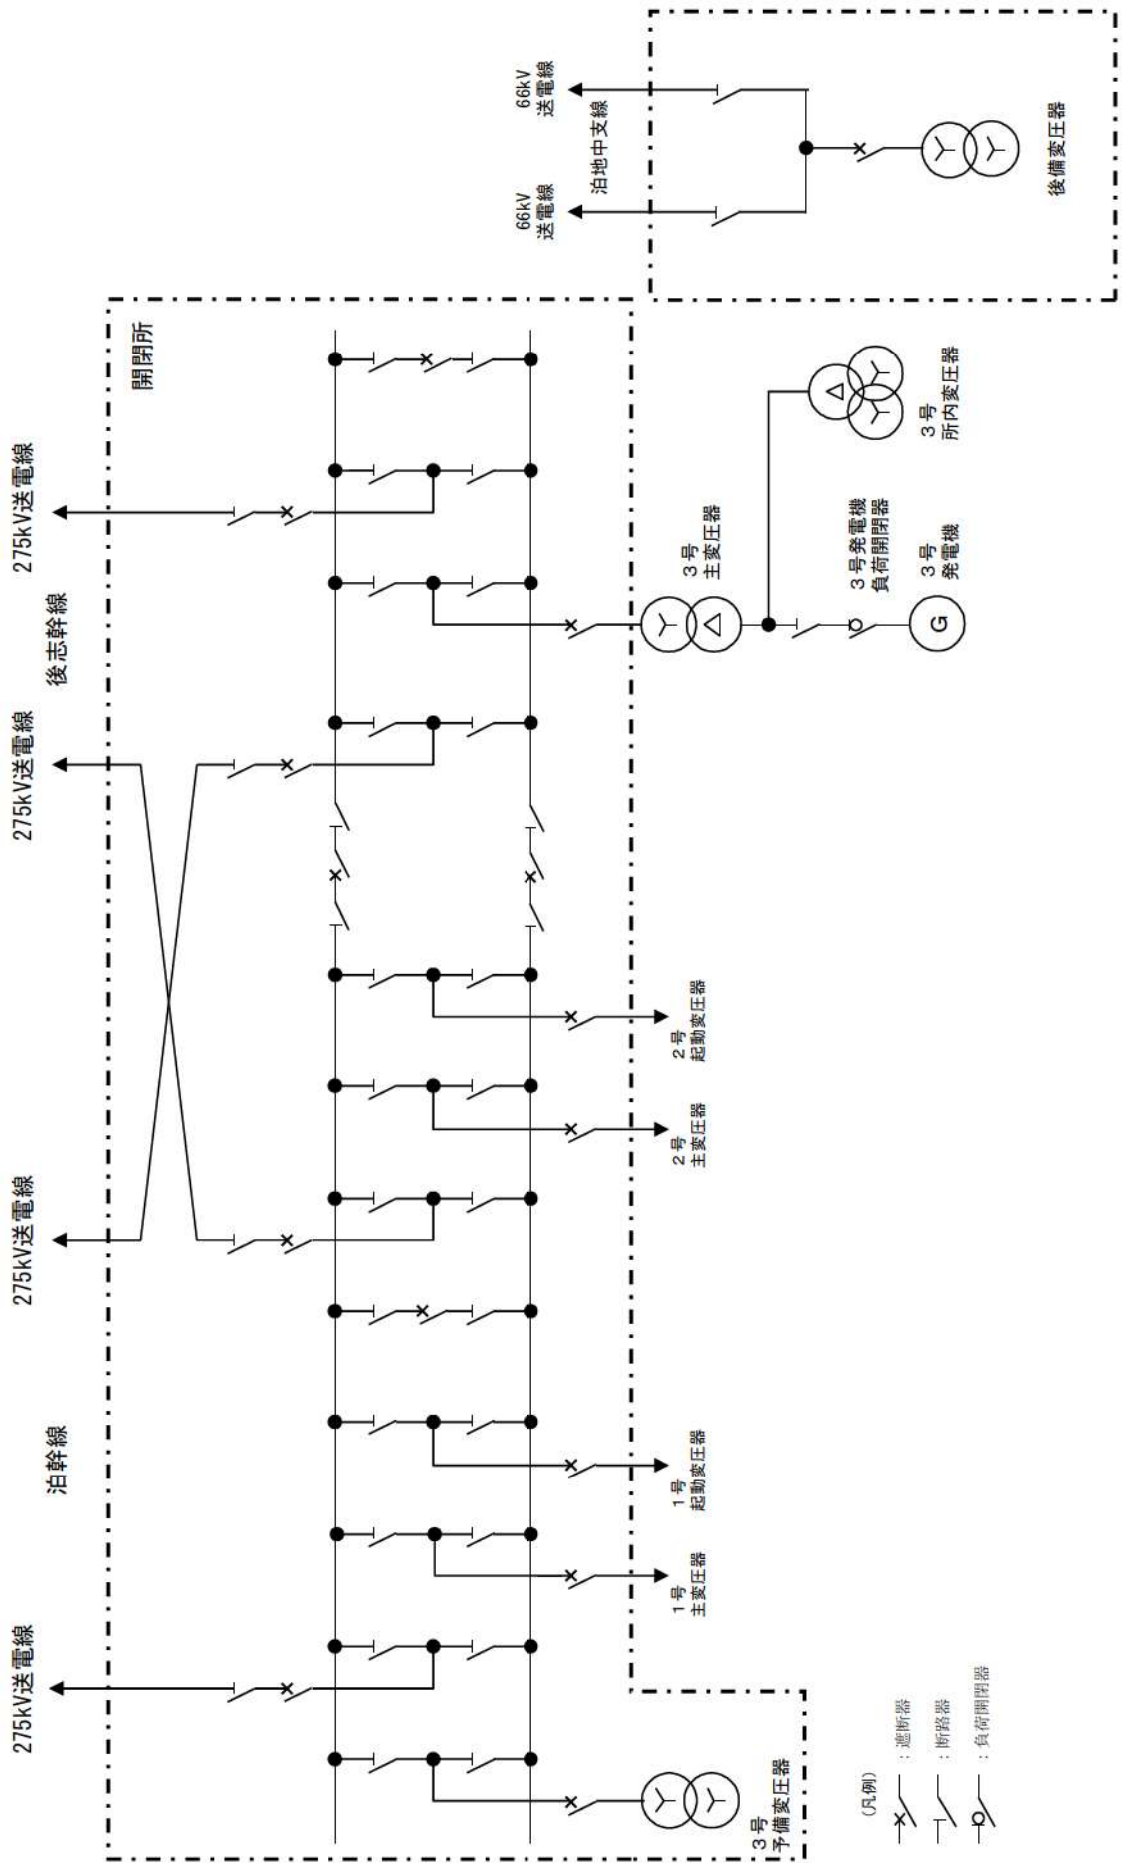 275kV送電線
泊幹線
275kV送電線
275kV送電線
後志幹線
275kV送電線
開閉所
66kV
送電線
泊地中支線
66kV
送電線
後備変圧器
3号
予備変圧器
1号
主変圧器
1号
起動変圧器
2号
主変圧器
2号
起動変圧器
3号
主変圧器
3号発電機
負荷開閉器
3号
発電機
G
3号
所内変圧器
(凡例)
：遮断器
：断路器
：負荷開閉器